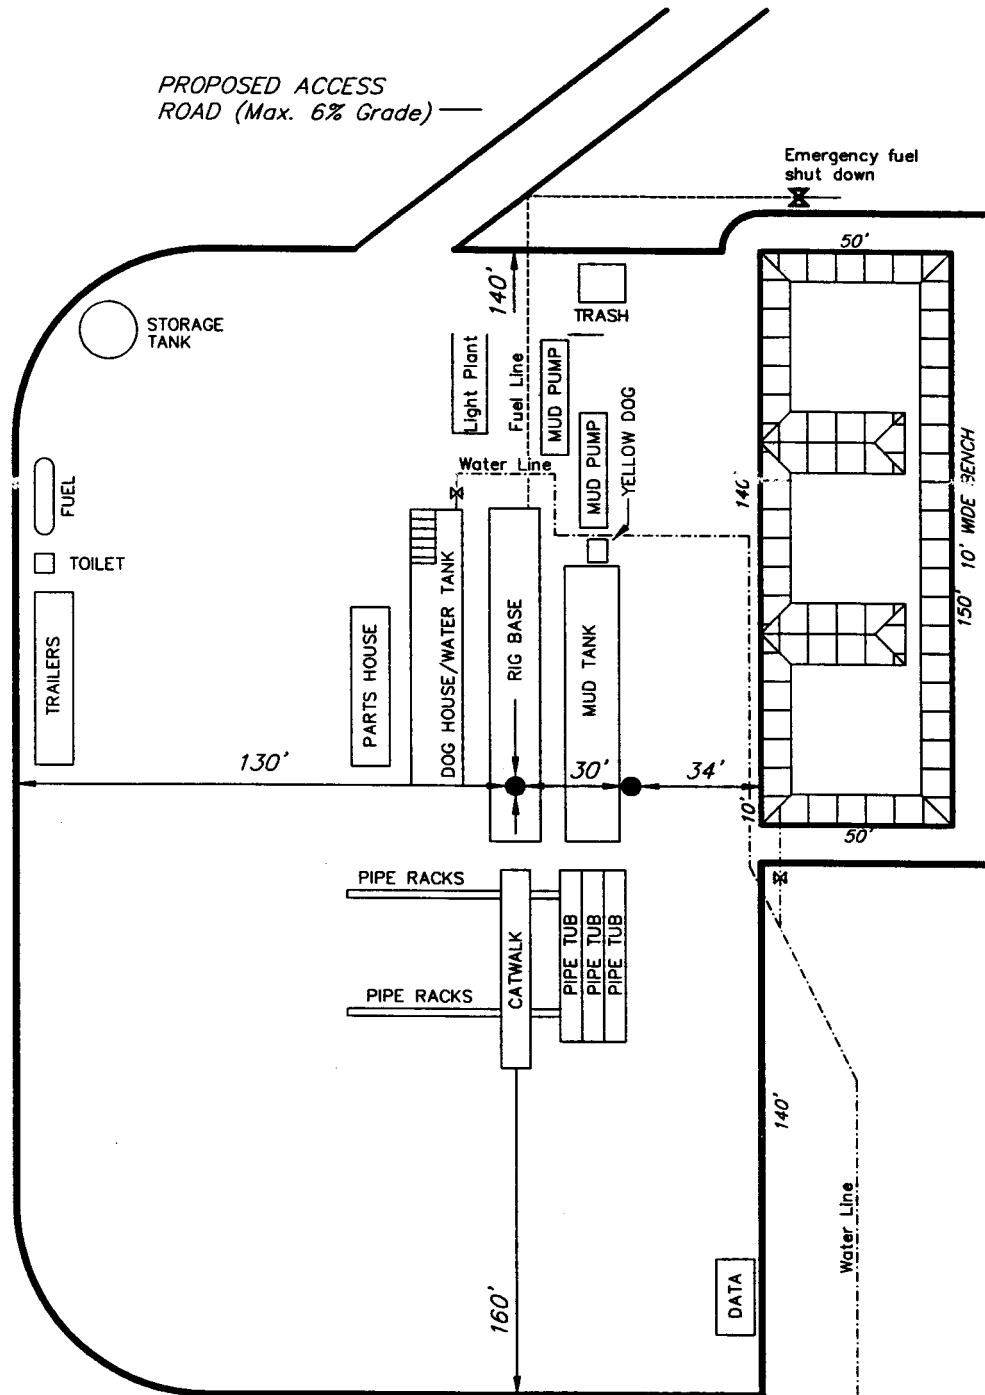 PROPOSED ACCESS
ROAD (Max. 6% Grade)
Emergency fuel
shut down
50'
140'
TRASH
STORAGE
TANK
Light Plant
Fuel Line
MUD PUMP
MUD PUMP
YELLOW DOG
Water Line
FUEL
TOILET
TRAILERS
PARTS HOUSE
DOG HOUSE/WATER TANK
RIG BASE
MUD TANK
140'
10' WIDE BENCH
150'
130'
30'
34'
10'
50'
PIPE RACKS
PIPE RACKS
CATWALK
PIPE TUB
PIPE TUB
PIPE TUB
140'
Water Line
160'
DATA